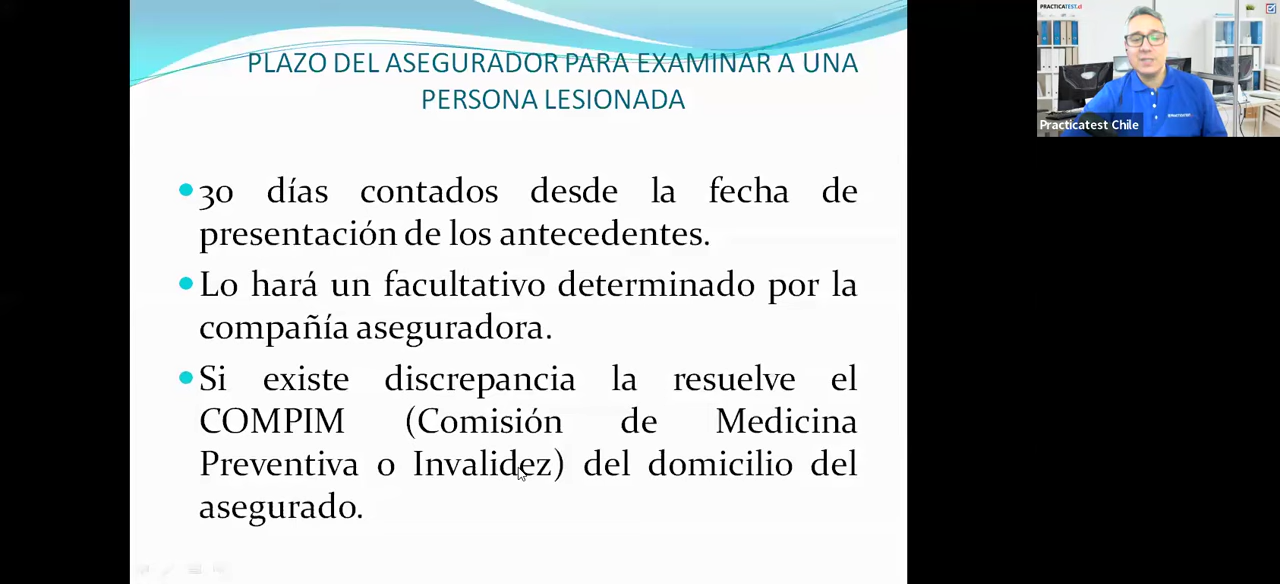 PLAZO DEL ASEGURADOR PARA EXAMINAR A UNA
PERSONA LESIONADA
30 días contados desde la fecha de
presentación de los antecedentes.
Lo hará un facultativo determinado por la
compañía aseguradora.
Si existe discrepancia la resuelve el
COMPIM (Comisión de Medicina
Preventiva o Invalidez) del domicilio del
asegurado.
PRACTICATEST.cl
Practicatest Chile